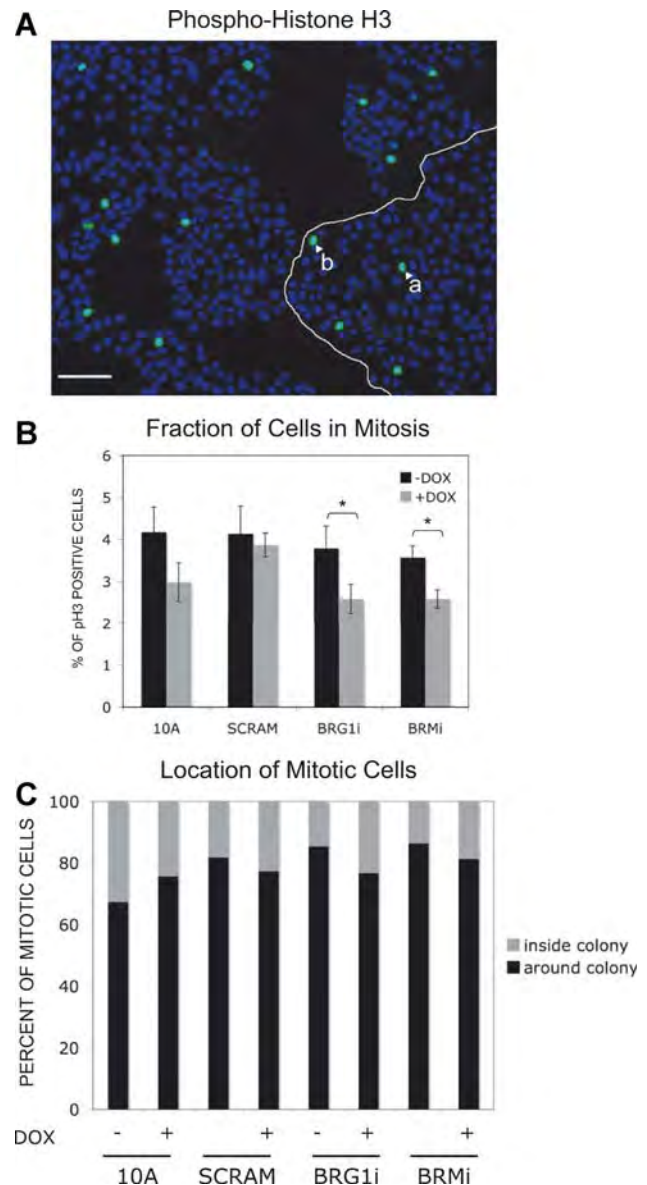 A
Phospho-Histone H3
b
a
B
Fraction of Cells in Mitosis
% OF pH3 POSITIVE CELLS
6
5
4
3
2
1
0
-DOX
+DOX
*
*
10A SCRAM BRG1i BRMi
C
Location of Mitotic Cells
PERCENT OF MITOTIC CELLS
100
80
60
40
20
0
inside colony
around colony
DOX - + + - + +
10A SCRAM BRG1i BRMi